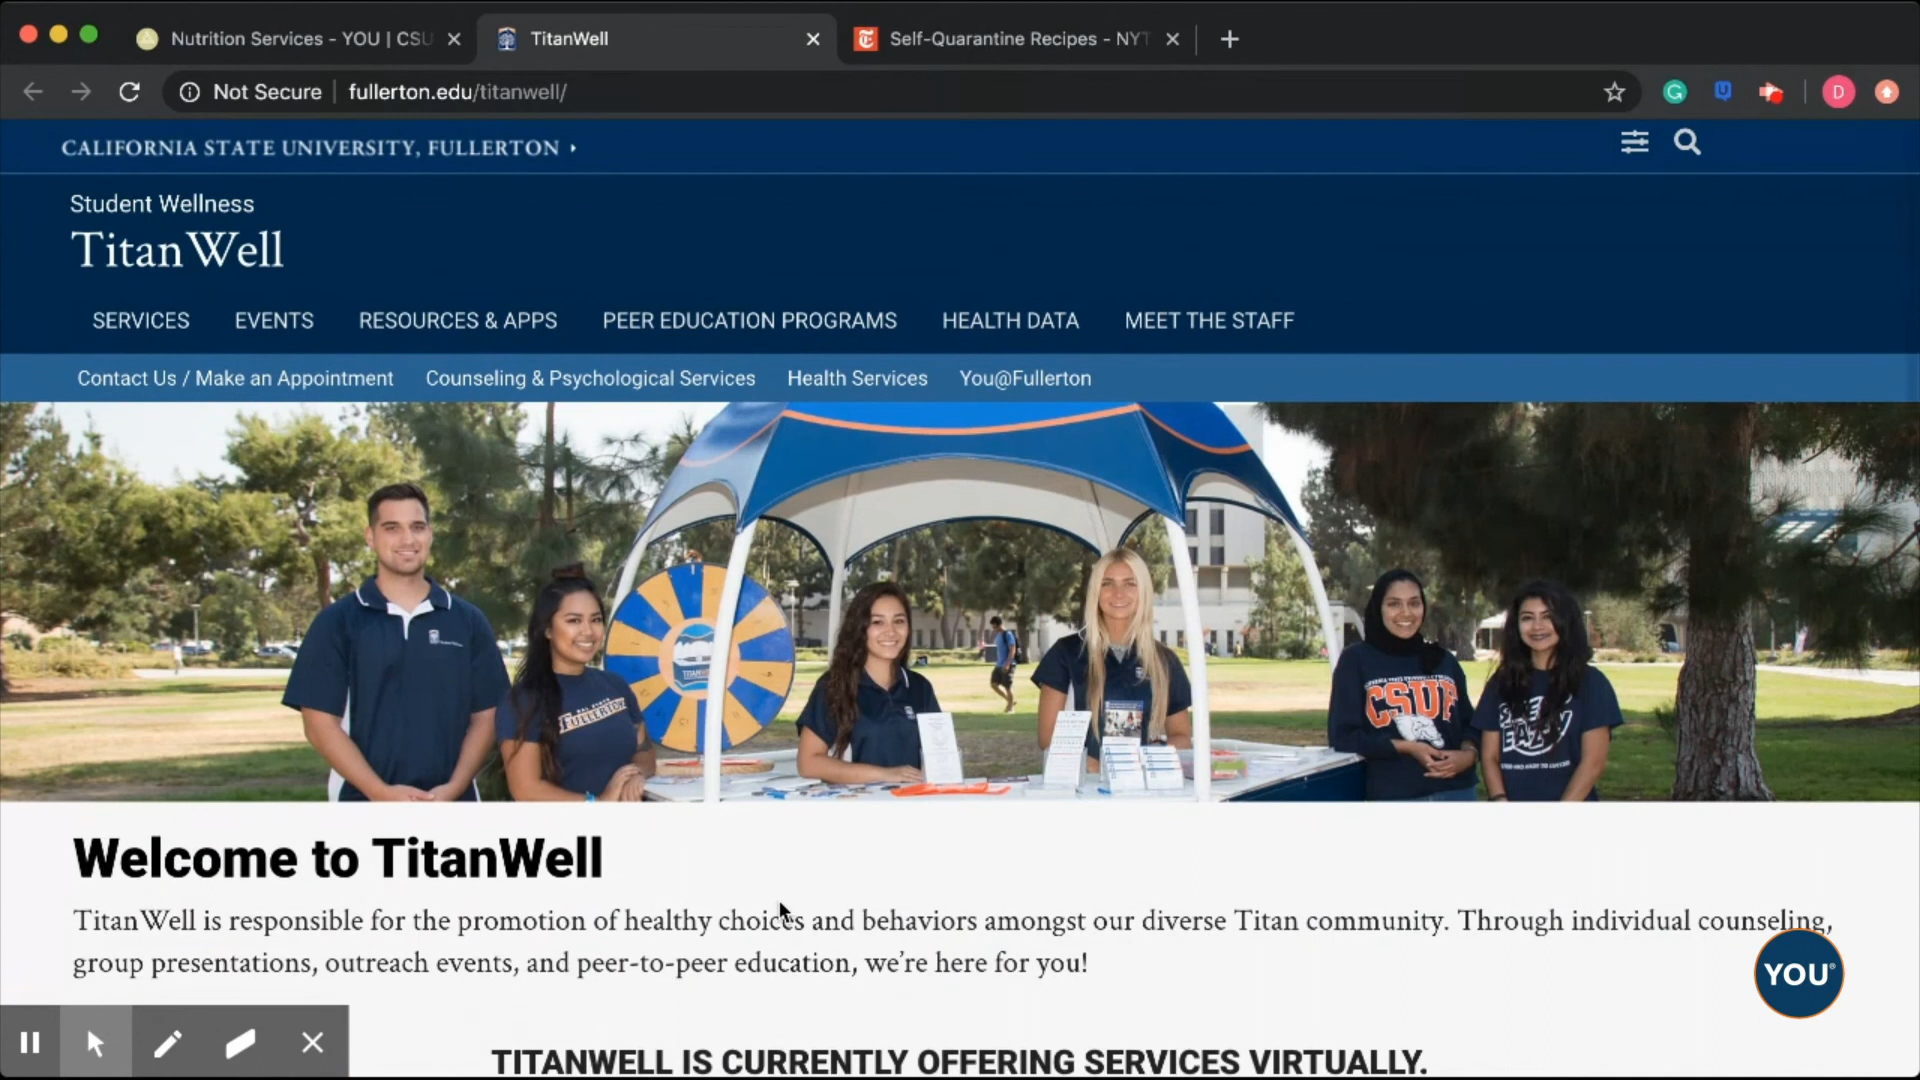 Nutrition Services - YOU | CSU
TitanWell
Self-Quarantine Recipes - NYT
Not Secure
fullerton.edu/titanwell/
D
CALIFORNIA STATE UNIVERSITY, FULLERTON
Student Wellness
TitanWell
SERVICES EVENTS RESOURCES & APPS PEER EDUCATION PROGRAMS HEALTH DATA MEET THE STAFF
Contact Us / Make an Appointment Counseling & Psychological Services Health Services You@Fullerton
FULLERTON
CSUF
Welcome to TitanWell
TitanWell is responsible for the promotion of healthy choices and behaviors amongst our diverse Titan community. Through individual counseling,
group presentations, outreach events, and peer-to-peer education, we're here for you!
YOU®
TITANWELL IS CURRENTLY OFFERING SERVICES VIRTUALLY.